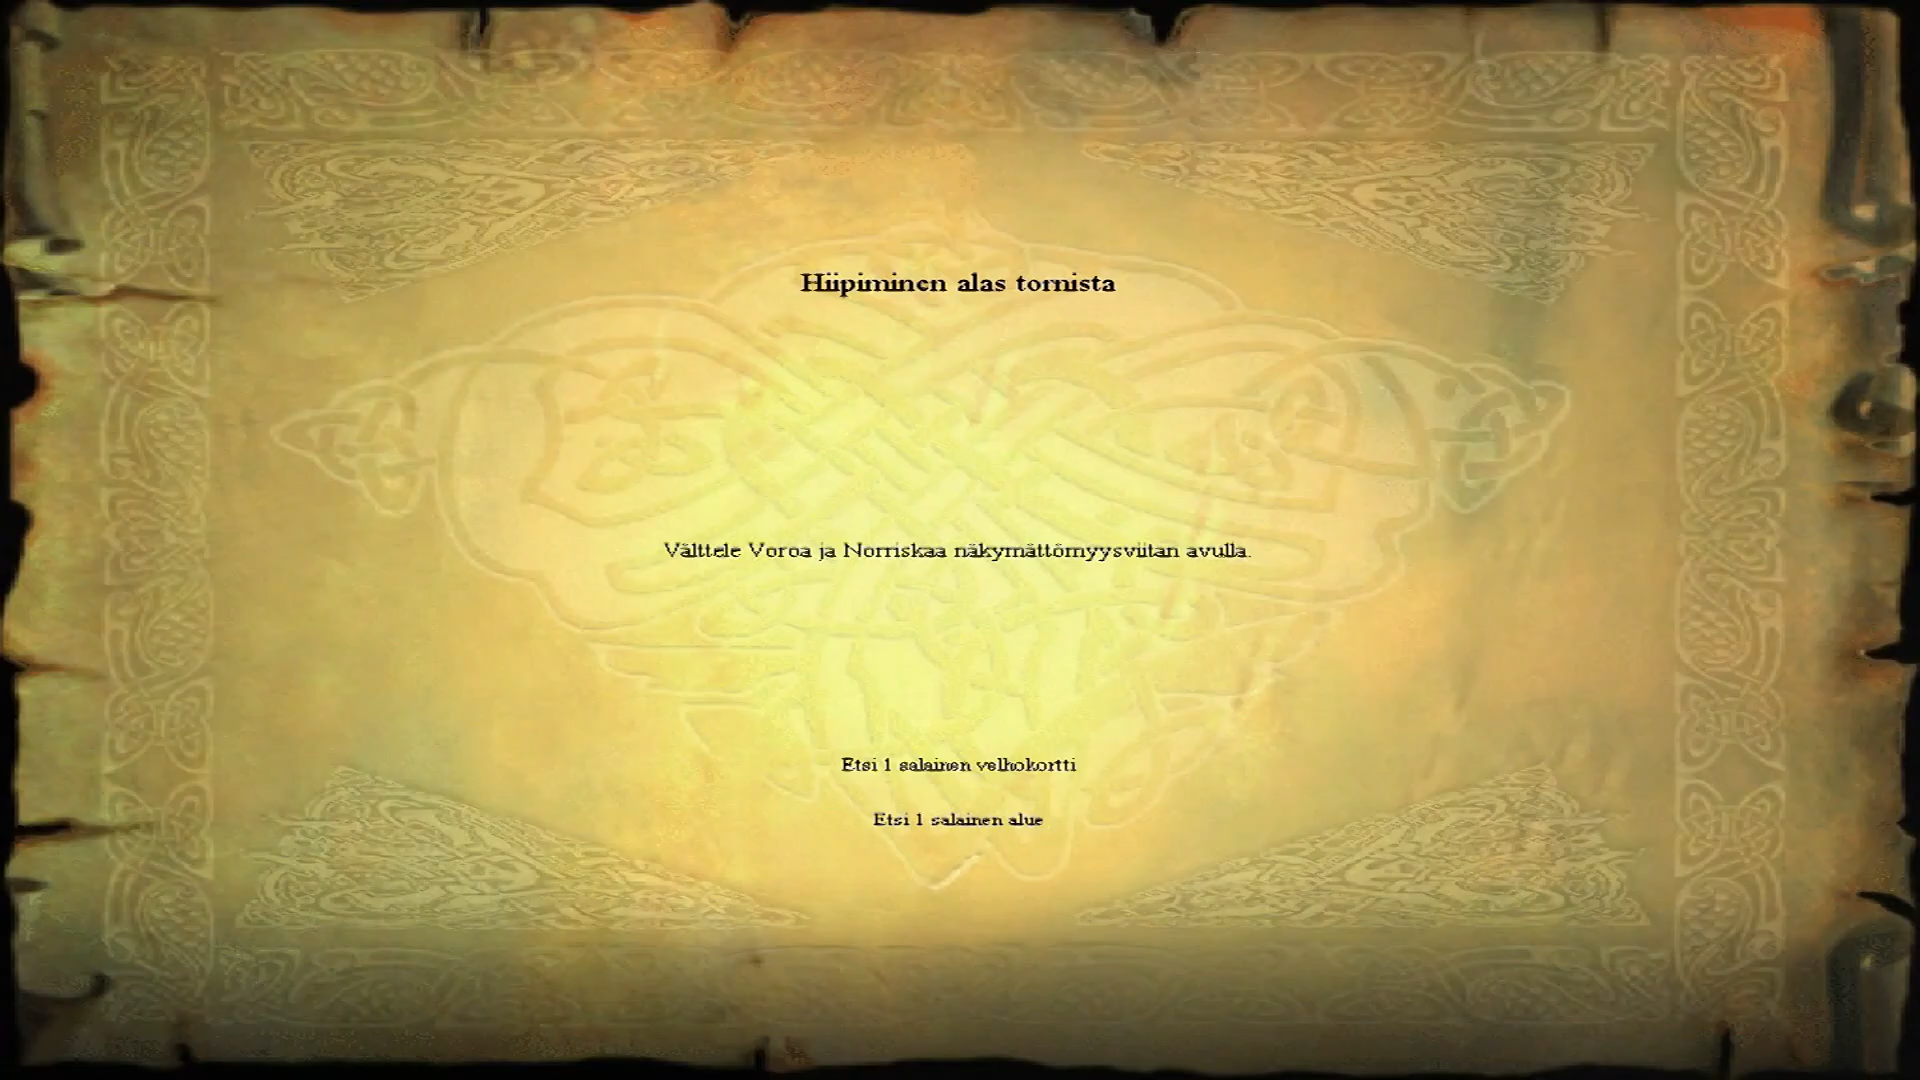 Hiipiminen alas tornista
Välttele Voroa ja Norriskaa näkymättömyysviitan avulla.
Etsi 1 salainen velhokortti
Etsi 1 salainen alue